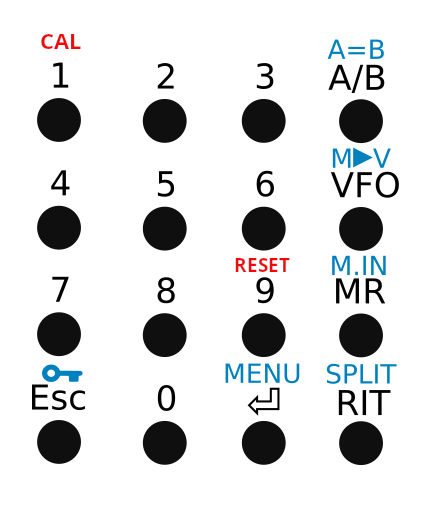 CAL A=B
1 2 3 A/B
M▶V
4 5 6 VFO
RESET M.IN
7 8 9 MR
MENU SPLIT
Esc 0 RIT